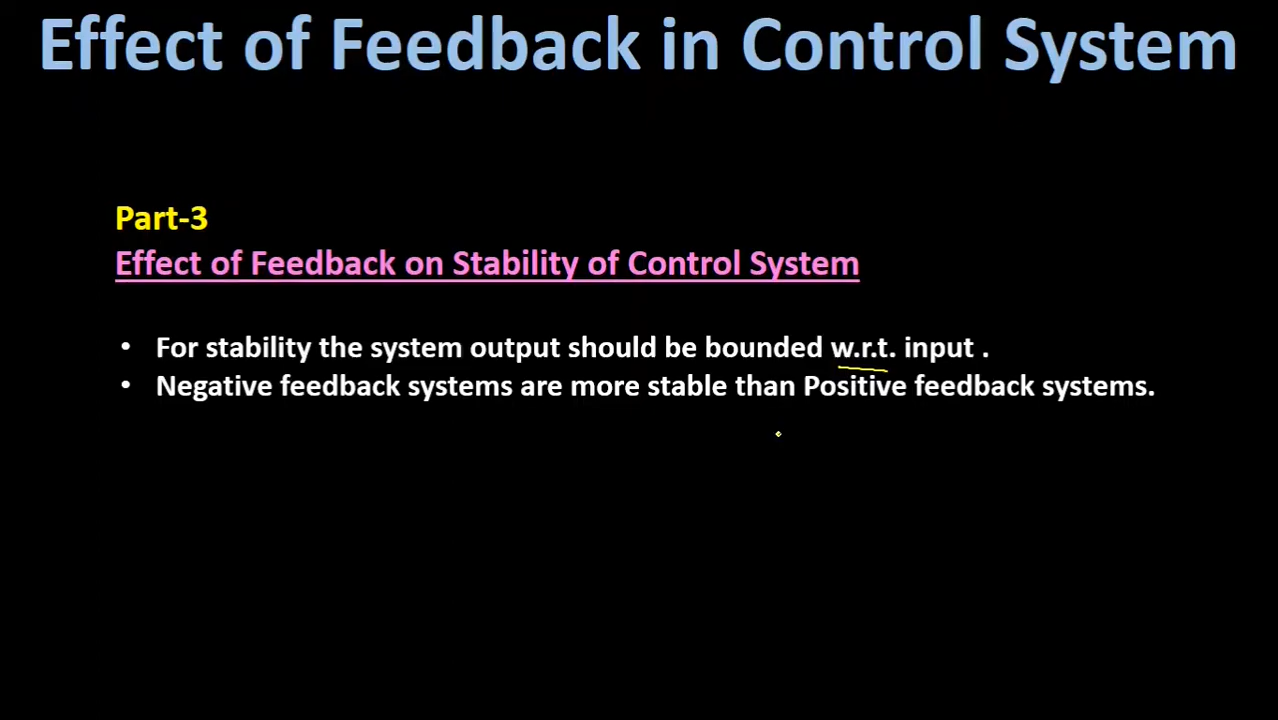 Effect of Feedback in Control System
Part-3
Effect of Feedback on Stability of Control System
• For stability the system output should be bounded w.r.t. input .
• Negative feedback systems are more stable than Positive feedback systems.